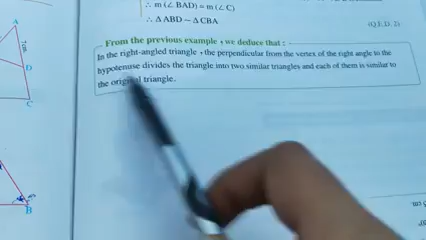 A
D
C
B
∴ m (∠ BAD) = m (∠ C)
∴ Δ ABD ~ Δ CBA
(Q.E.D. 2)
From the previous example , we deduce that :
In the right-angled triangle , the perpendicular from the vertex of the right angle to the
hypotenuse divides the triangle into two similar triangles and each of them is similar to
the original triangle.